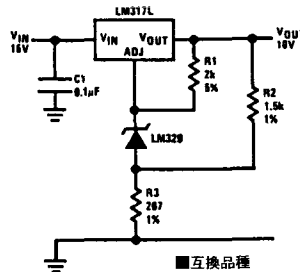 LM317L
VIN
15V
VIN
VOUT
ADJ
VOUT
10V
C1
0.1μF
R1
2k
5%
LM329
R2
1.5k
1%
R3
267
1%
■互換品種